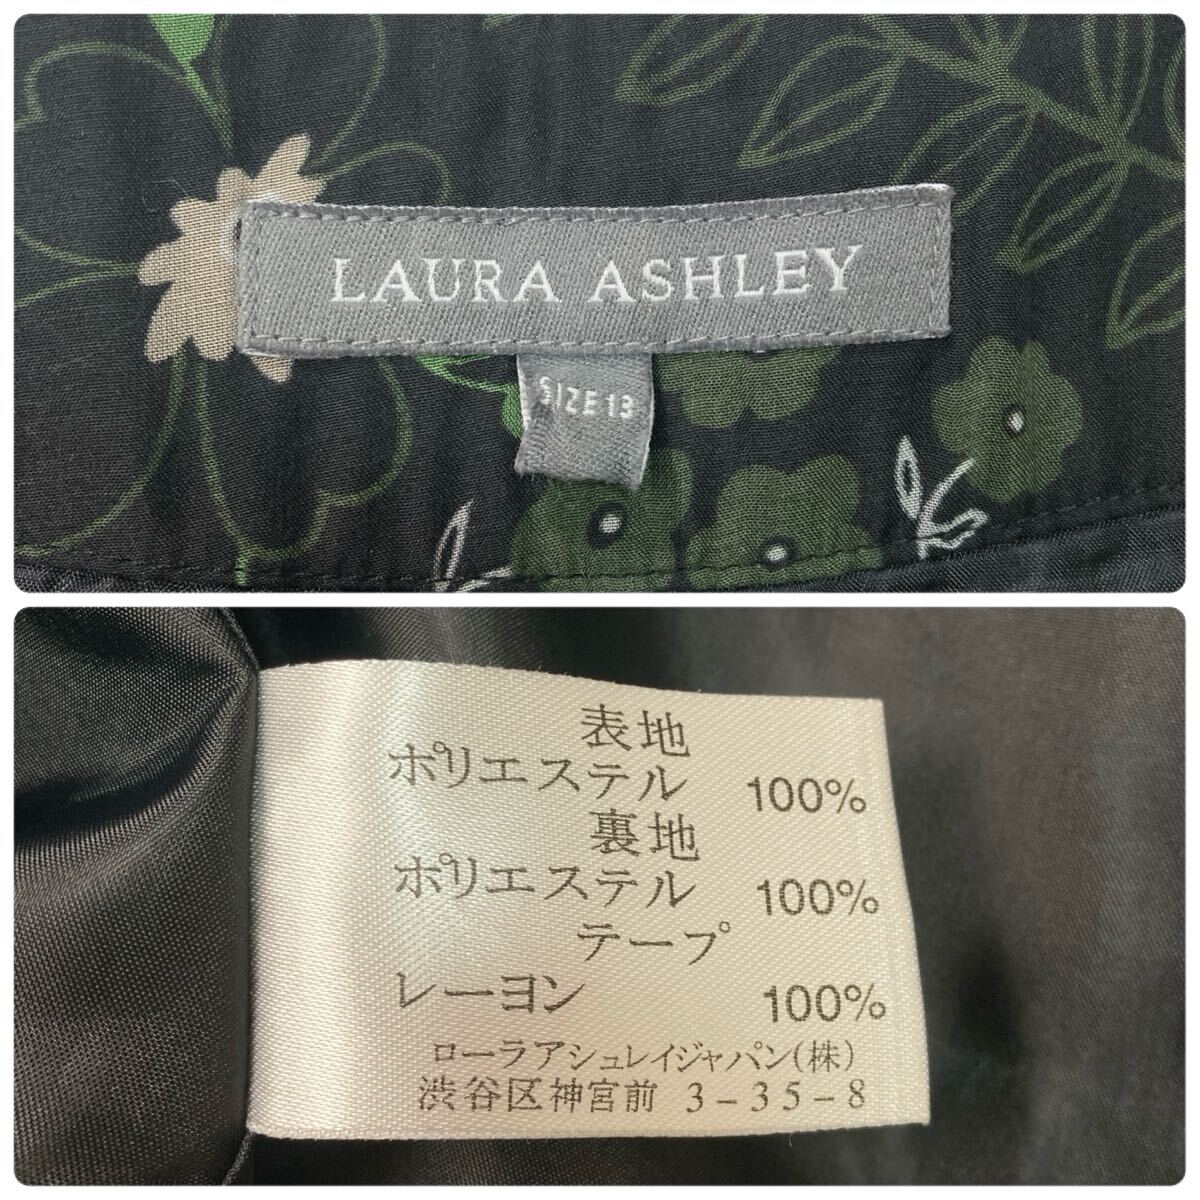 LAURA ASHLEY
SIZE 13
表地
ポリエステル 100%
裏地
ポリエステル 100%
テープ
レーヨン 100%
ローラアシュレイジャパン(株)
渋谷区神宮前 3-35-8